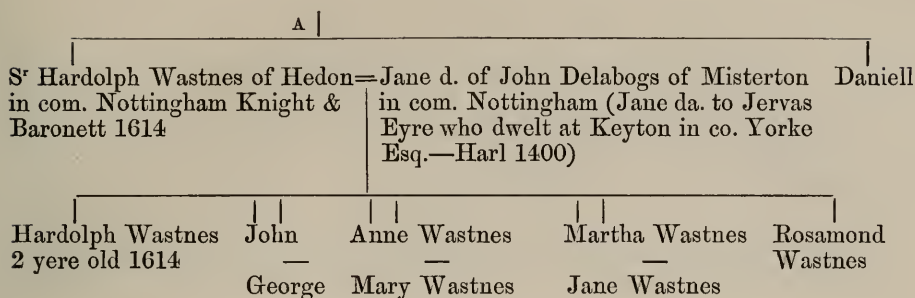 A
Sʳ Hardolph Wastnes of Hedon=Jane d. of John Delabogs of Misterton Daniell
in com. Nottingham Knight & in com. Nottingham (Jane da. to Jervas
Baronett 1614 Eyre who dwelt at Keyton in co. Yorke
Esq.—Harl 1400)
Hardolph Wastnes John Anne Wastnes Martha Wastnes Rosamond
2 yere old 1614 — — — Wastnes
George Mary Wastnes Jane Wastnes